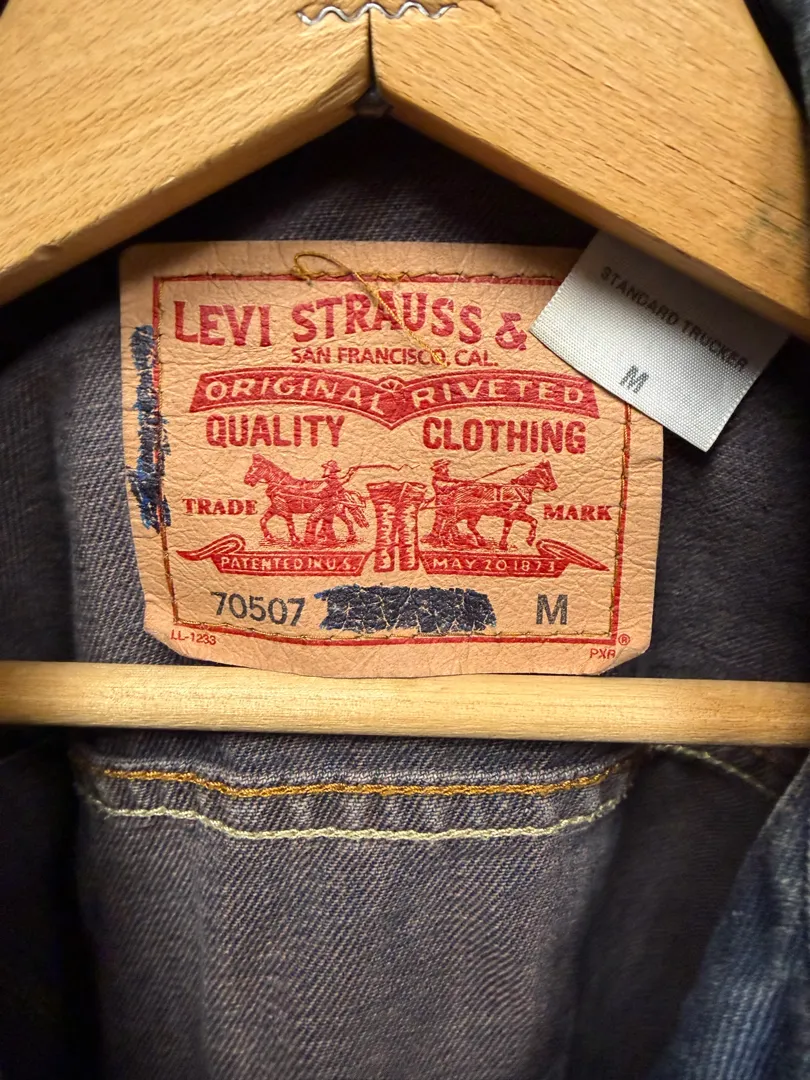 LEVI STRAUSS &
SAN FRANCISCO, CAL.
ORIGINAL RIVETED
QUALITY CLOTHING
TRADE MARK
PATENTED IN U.S. MAY 20 1873
70507 M
LL-1233 ®
PXA
STANDARD TRUCKER
M